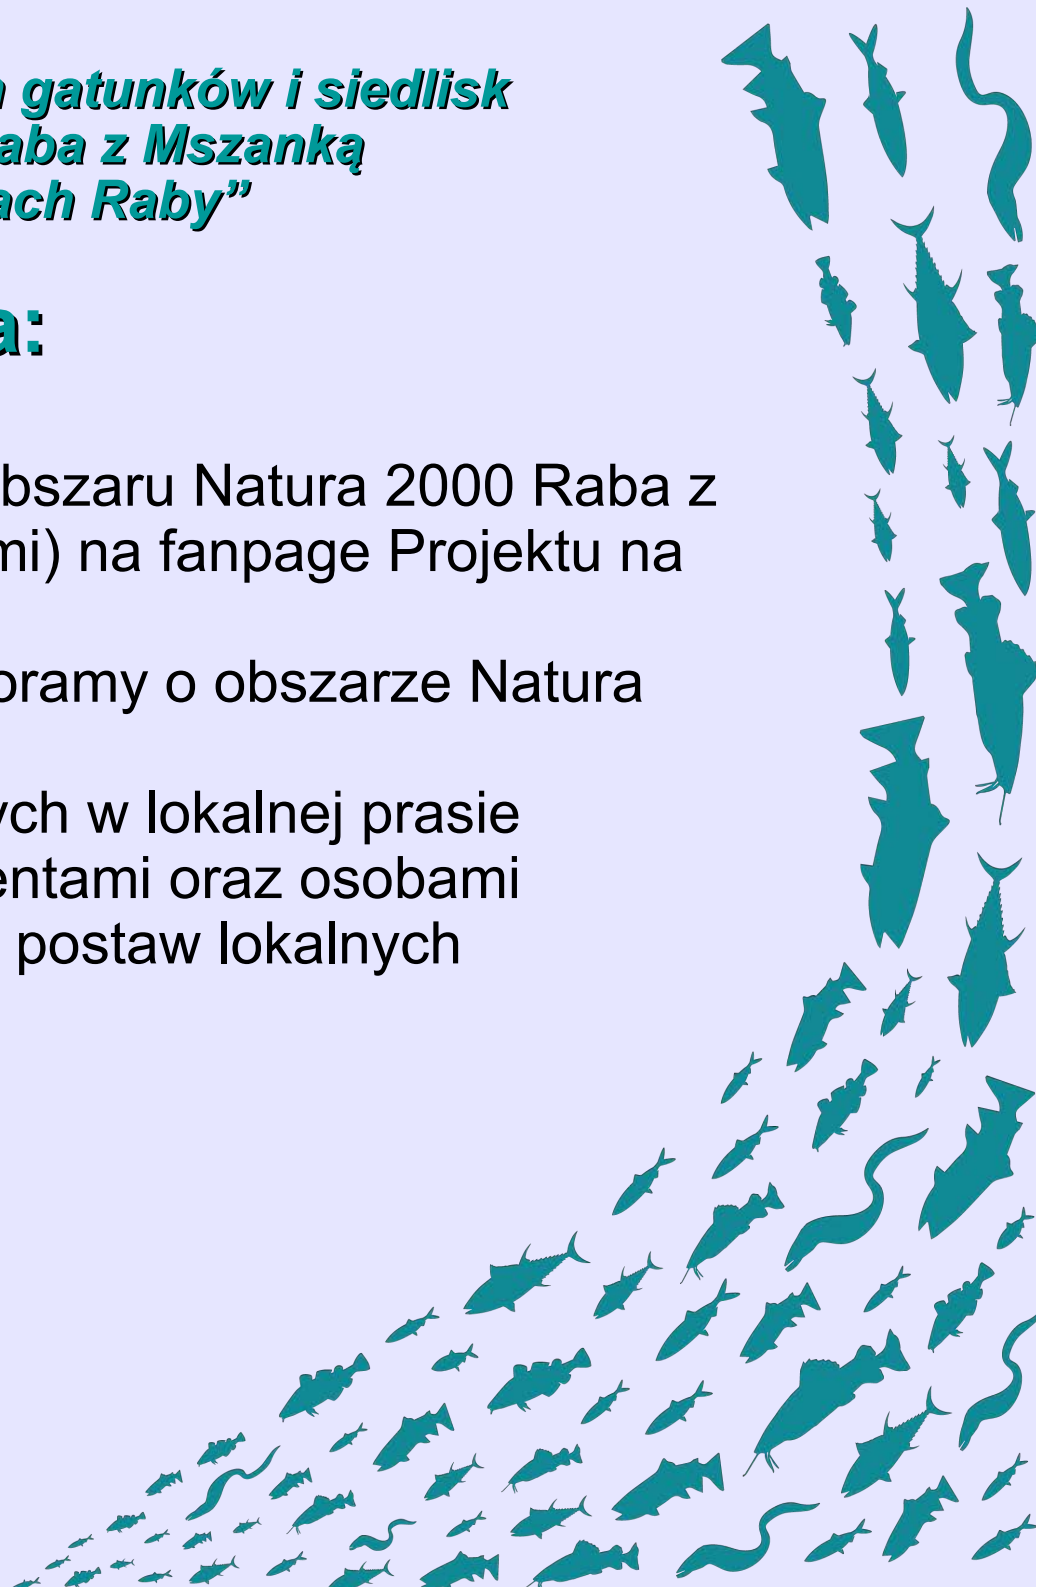 h gatunków i siedlisk
aba z Mszanką
ach Raby”
a:
bszaru Natura 2000 Raba z
mi) na fanpage Projektu na
oramy o obszarze Natura
ych w lokalnej prasie
entami oraz osobami
postaw lokalnych